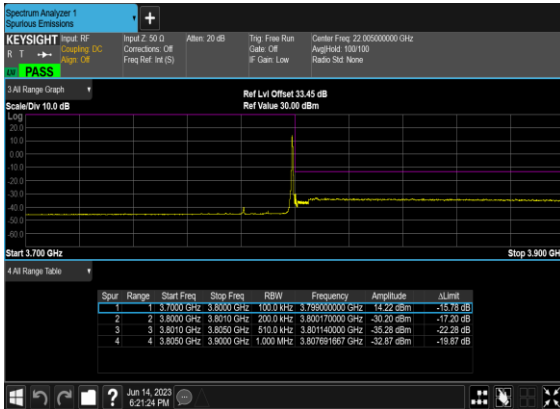 Spectrum Analyzer 1
Spurious Emissions
+
KEYSIGHT Input: RF Input Z: 50 Ω Atten: 20 dB Trig: Free Run Center Freq: 22.005000000 GHz
R T Coupling: DC Corrections: Off Gate: Off Avg|Hold: 100/100
Align: Off Freq Ref: Int (S) IF Gain: Low Radio Std: None
PASS
3 All Range Graph
Ref Lvl Offset 33.45 dB
Scale/Div 10.0 dB Ref Value 30.00 dBm
Log
20.0
10.0
0.00
-10.0
-20.0
-30.0
-40.0
-50.0
-60.0
Start 3.700 GHz Stop 3.900 GH
4 All Range Table
Spur Range Start Freq Stop Freq RBW Frequency Amplitude ΔLimit
1 1 3.7000 GHz 3.8000 GHz 100.0 kHz 3.799000000 GHz 14.22 dBm -15.78 dB
2 2 3.8000 GHz 3.8010 GHz 200.0 kHz 3.800170000 GHz -30.20 dBm -17.20 dB
3 3 3.8010 GHz 3.8050 GHz 510.0 kHz 3.801140000 GHz -35.28 dBm -22.28 dB
4 4 3.8050 GHz 3.9000 GHz 1.000 MHz 3.807691667 GHz -32.87 dBm -19.87 dB
? Jun 14, 2023
6:21:24 PM